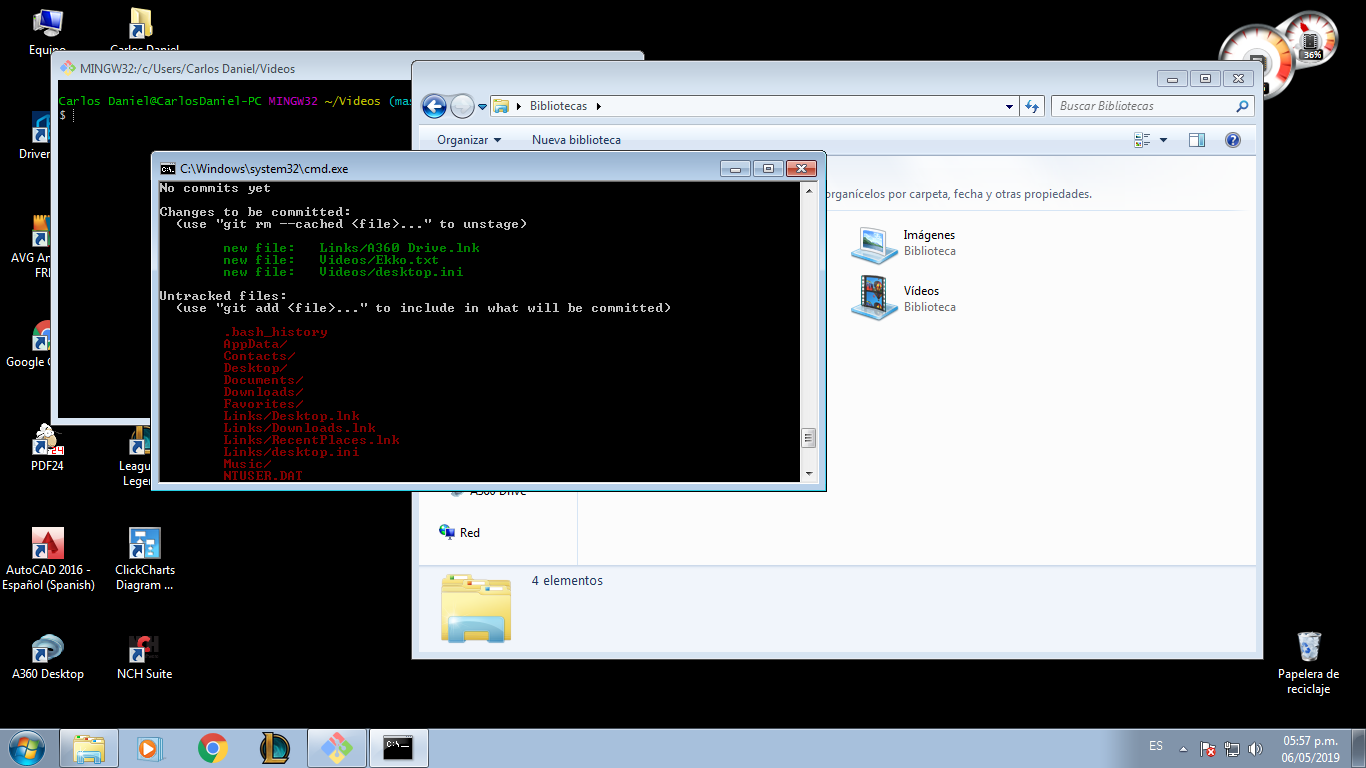 Equipo
Carlos Daniel
MINGW32:/c/Users/Carlos Daniel/Videos
Carlos Daniel@CarlosDaniel-PC MINGW32 ~/Videos (mas
$
36%
Bibliotecas
Buscar Bibliotecas
Organizar
Nueva biblioteca
organícelos por carpeta, fecha y otras propiedades.
Imágenes
Biblioteca
Vídeos
Biblioteca
C:\Windows\system32\cmd.exe
No commits yet
Changes to be committed:
(use "git rm --cached <file>..." to unstage)
new file:   Links/A360 Drive.lnk
new file:   Videos/Ekko.txt
new file:   Videos/desktop.ini
Untracked files:
(use "git add <file>..." to include in what will be committed)
.bash_history
AppData/
Contacts/
Desktop/
Documents/
Downloads/
Favorites/
Links/Desktop.lnk
Links/Downloads.lnk
Links/RecentPlaces.lnk
Links/desktop.ini
Music/
NTUSER.DAT
A360 Drive
Red
4 elementos
Driver
AVG An
FR
Google C
PDF24
Leagu
Legen
AutoCAD 2016 -
Español (Spanish)
ClickCharts
Diagram ...
A360 Desktop
NCH Suite
Papelera de
reciclaje
ES
05:57 p.m.
06/05/2019